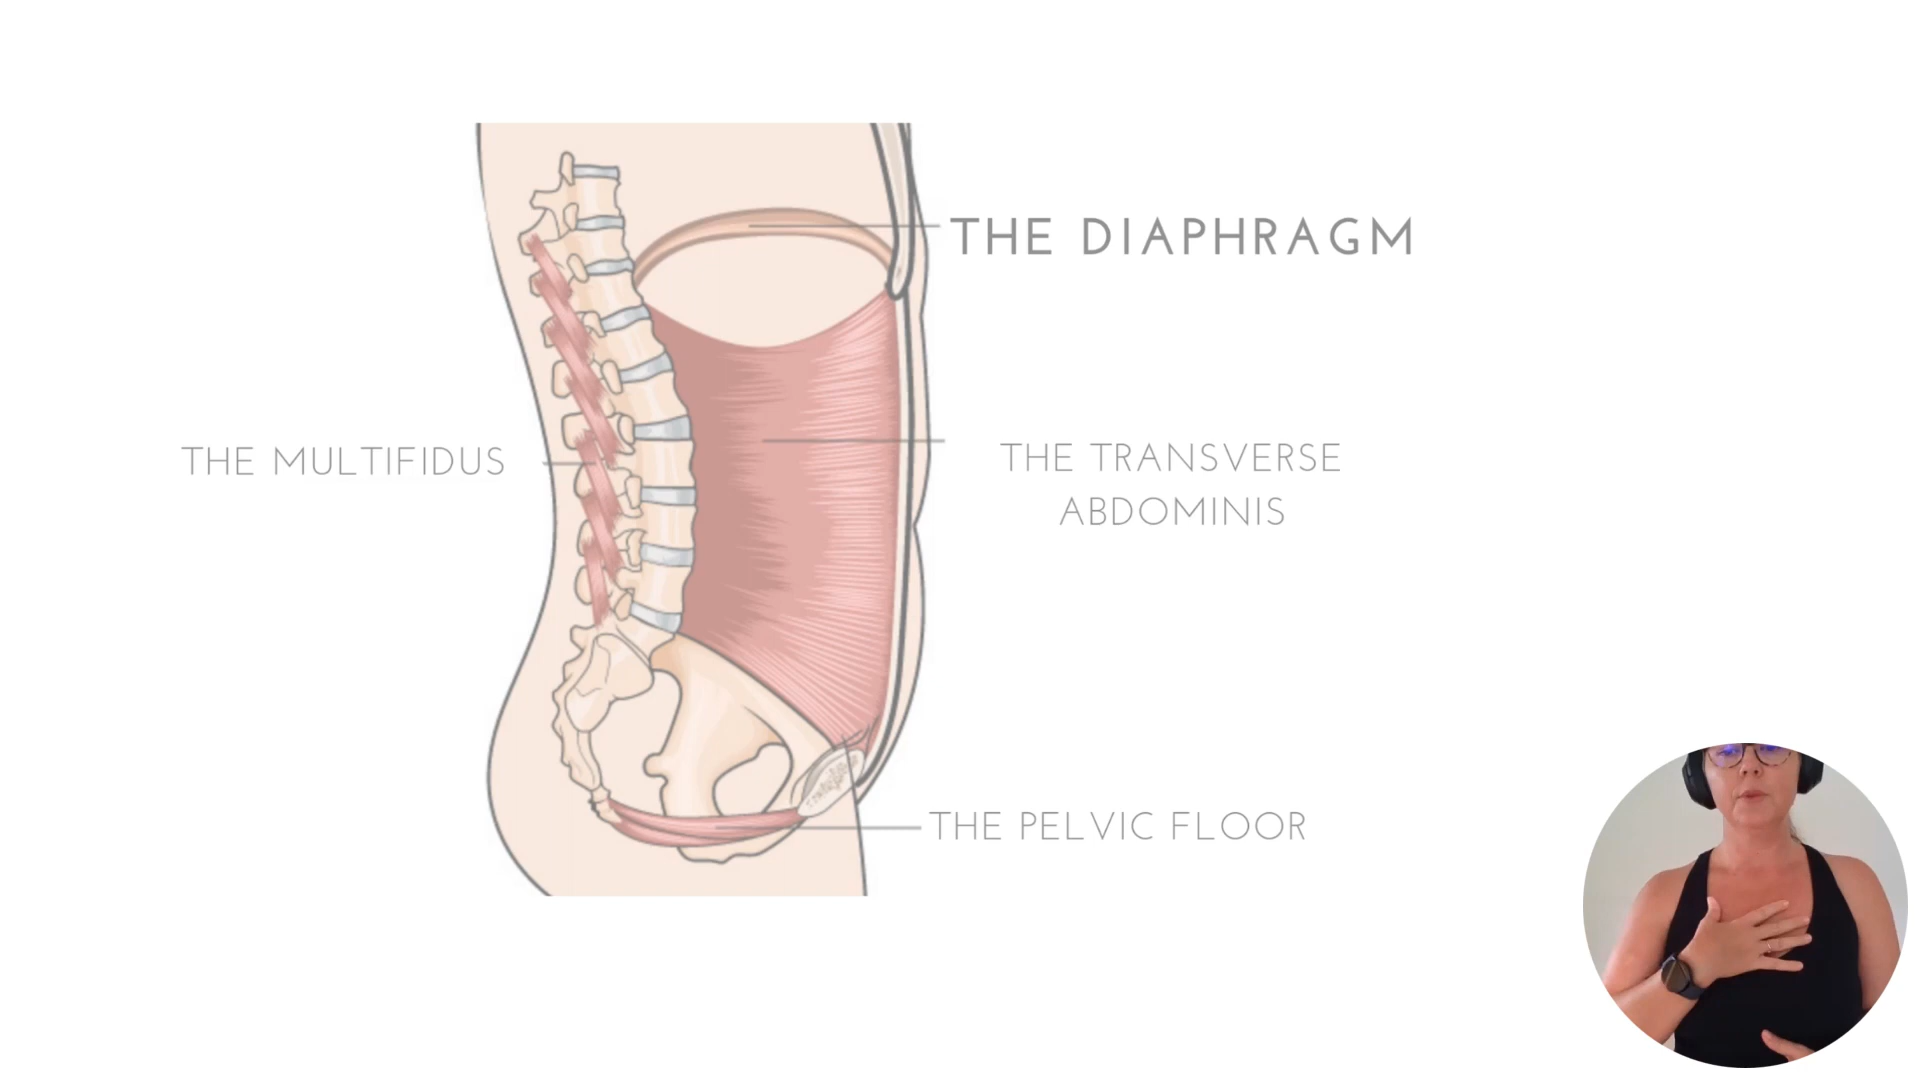 THE DIAPHRAGM
THE MULTIFIDUS
THE TRANSVERSE
ABDOMINIS
THE PELVIC FLOOR